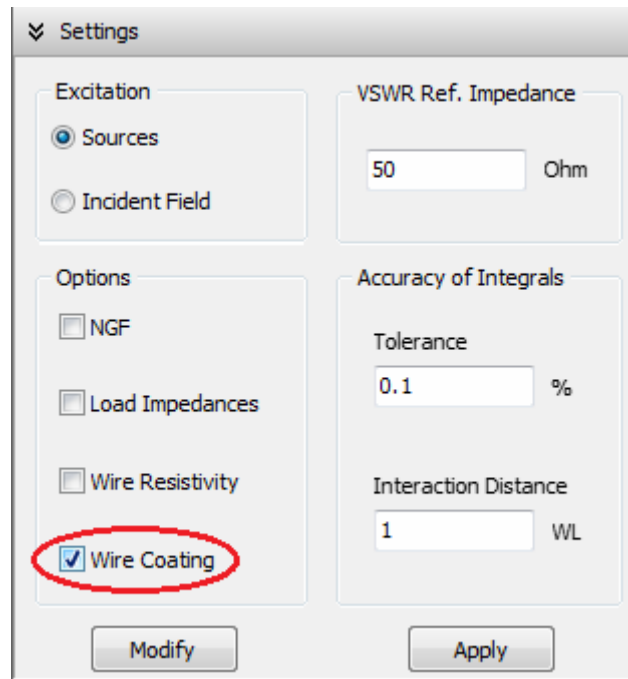 Settings
Excitation
Sources
Incident Field
VSWR Ref. Impedance
50 Ohm
Options
NGF
Load Impedances
Wire Resistivity
Wire Coating
Accuracy of Integrals
Tolerance
0.1 %
Interaction Distance
1 WL
Modify
Apply